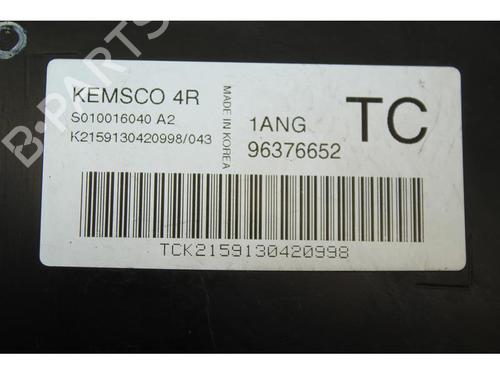 B-PARTS
KEMSCO 4R
S010016040 A2
K2159130420998/043
MADE IN KOREA
1ANG
96376652
TC
TCK2159130420998